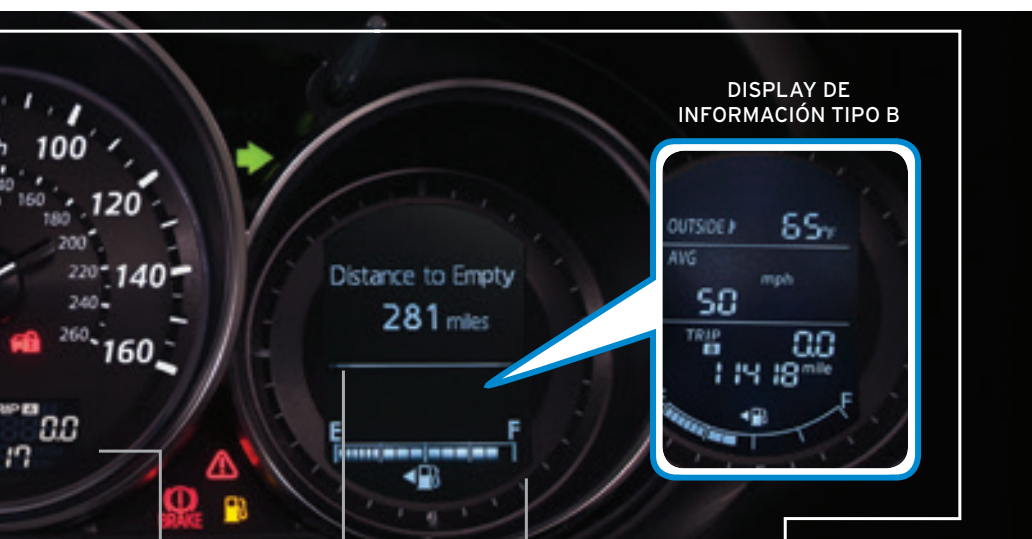 DISPLAY DE
INFORMACIÓN TIPO B
100
120
140
160
160
180
200
220
240
260
0.0
17
BRAKE
Distance to Empty
281 miles
E F
OUTSIDE 65°F
AVG
mph
50
TRIP
B 0.0
11418 mile
F